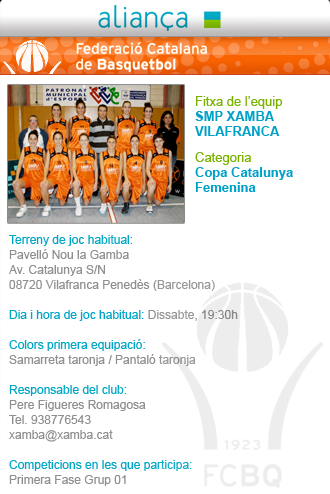 aliança
Federació Catalana
de Basquetbol
PATRONAT
MUNICIPAL
D'ESPORTS
Fitxa de l'equip
SMP XAMBA
VILAFRANCA
Categoria
Copa Catalunya
Femenina
Terreny de joc habitual:
Pavelló Nou la Gamba
Av. Catalunya S/N
08720 Vilafranca Penedès (Barcelona)
Dia i hora de joc habitual: Dissabte, 19:30h
Colors primera equipació:
Samarreta taronja / Pantaló taronja
Responsable del club:
Pere Figueres Romagosa
Tel. 938776543
xamba@xamba.cat
Competicions en les que participa:
Primera Fase Grup 01
1923
FCBQ